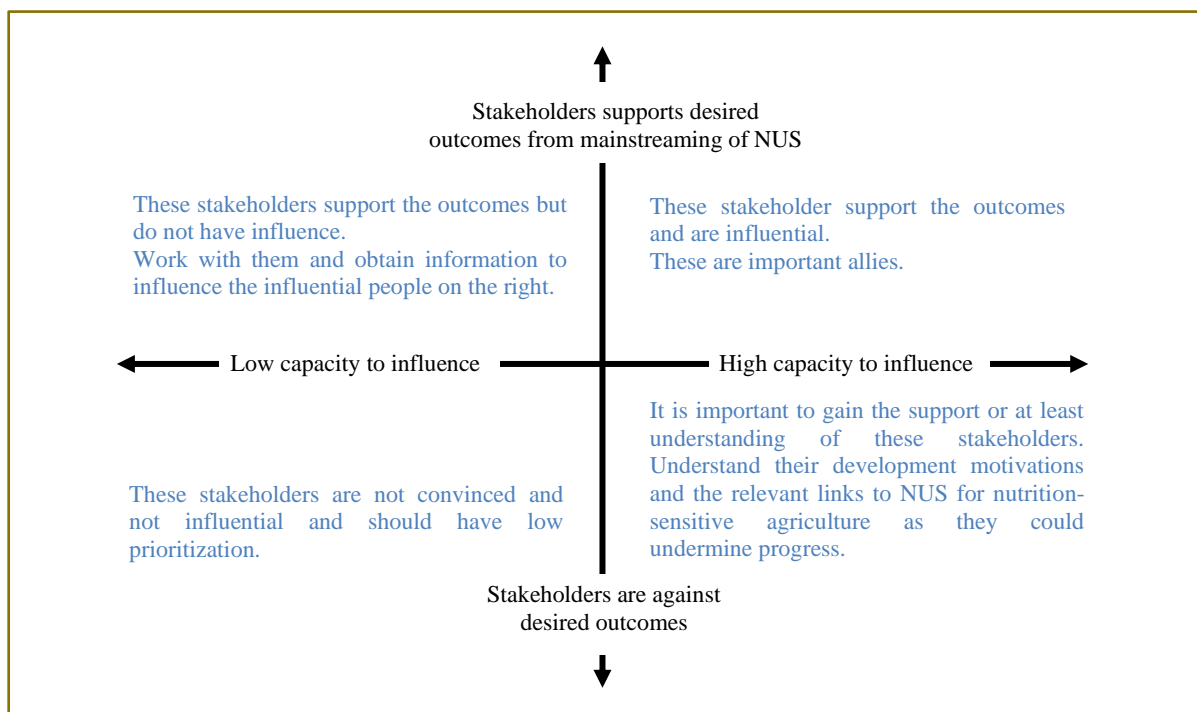 Stakeholders supports desired
outcomes from mainstreaming of NUS
These stakeholders support the outcomes but
do not have influence.
Work with them and obtain information to
influence the influential people on the right.
These stakeholder support the outcomes
and are influential.
These are important allies.
Low capacity to influence
High capacity to influence
These stakeholders are not convinced and
not influential and should have low
prioritization.
It is important to gain the support or at least
understanding of these stakeholders.
Understand their development motivations
and the relevant links to NUS for nutrition-
sensitive agriculture as they could
undermine progress.
Stakeholders are against
desired outcomes